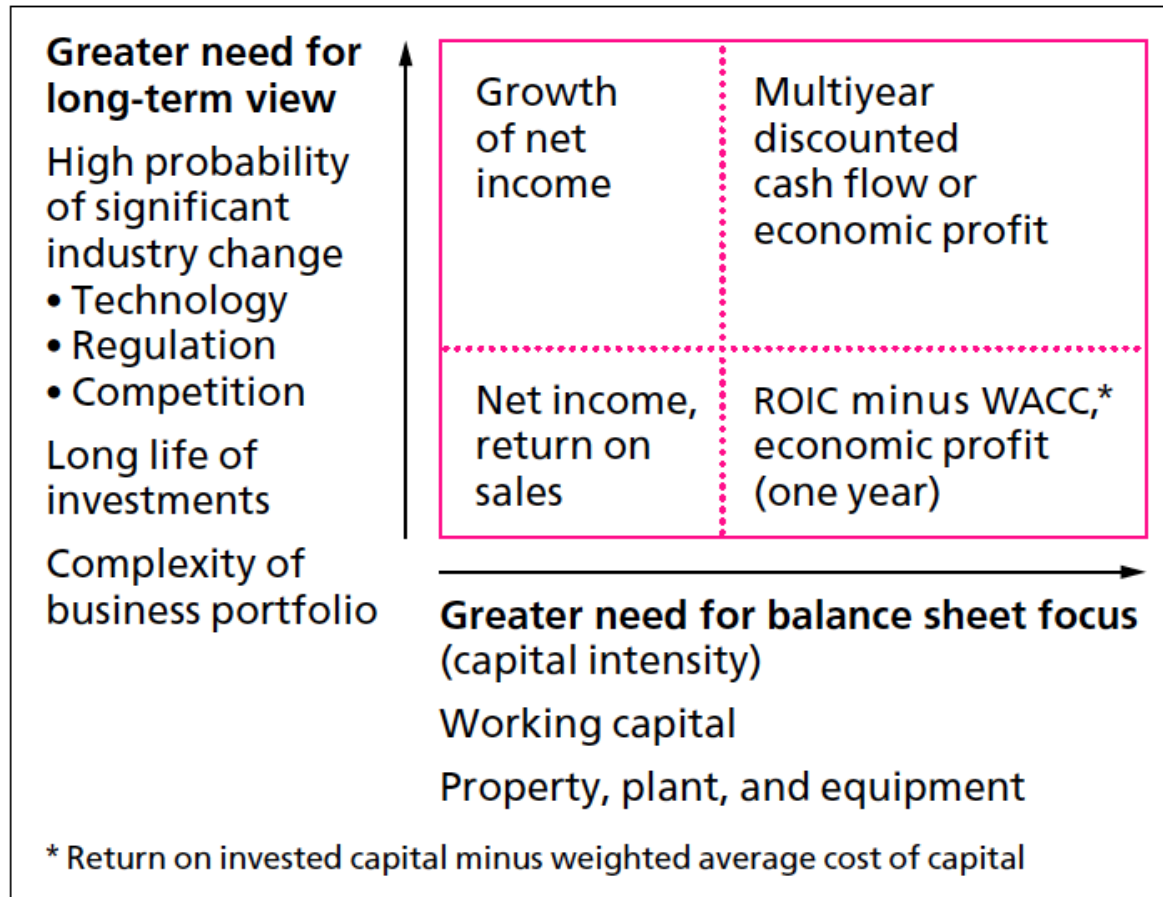 Greater need for
long-term view
High probability
of significant
industry change
• Technology
• Regulation
• Competition
Long life of
investments
Complexity of
business portfolio
Growth
of net
income
Multiyear
discounted
cash flow or
economic profit
Net income,
return on
sales
ROIC minus WACC,*
economic profit
(one year)
Greater need for balance sheet focus
(capital intensity)
Working capital
Property, plant, and equipment
* Return on invested capital minus weighted average cost of capital